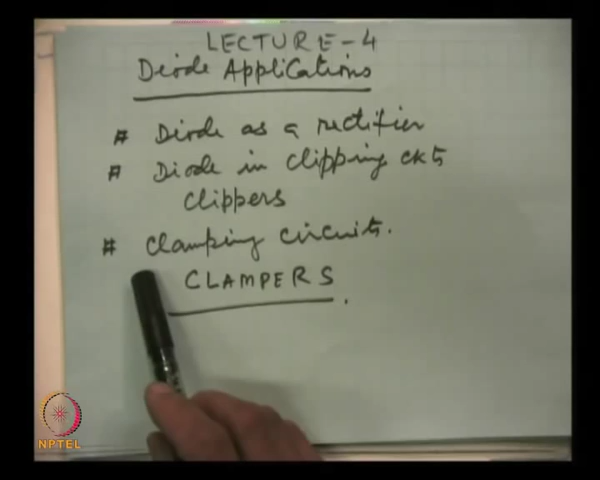 LECTURE-4
Diode Applications
# Diode as a rectifier
# Diode in clipping ckts
clippers
# Clamping circuits.
CLAMPERS.
NPTEL